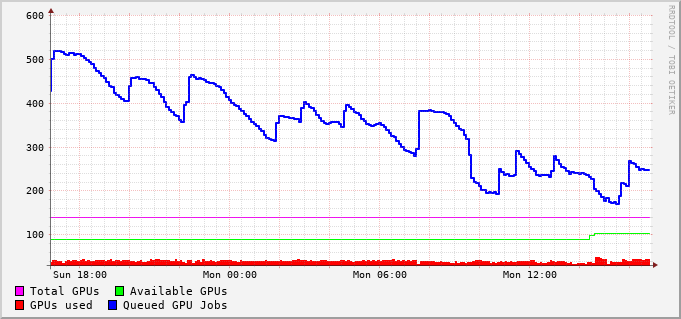 600
500
400
300
200
100
Sun 18:00 Mon 00:00 Mon 06:00 Mon 12:00
Total GPUs Available GPUs
GPUs used Queued GPU Jobs
RRDTOOL / TOBI OETIKER